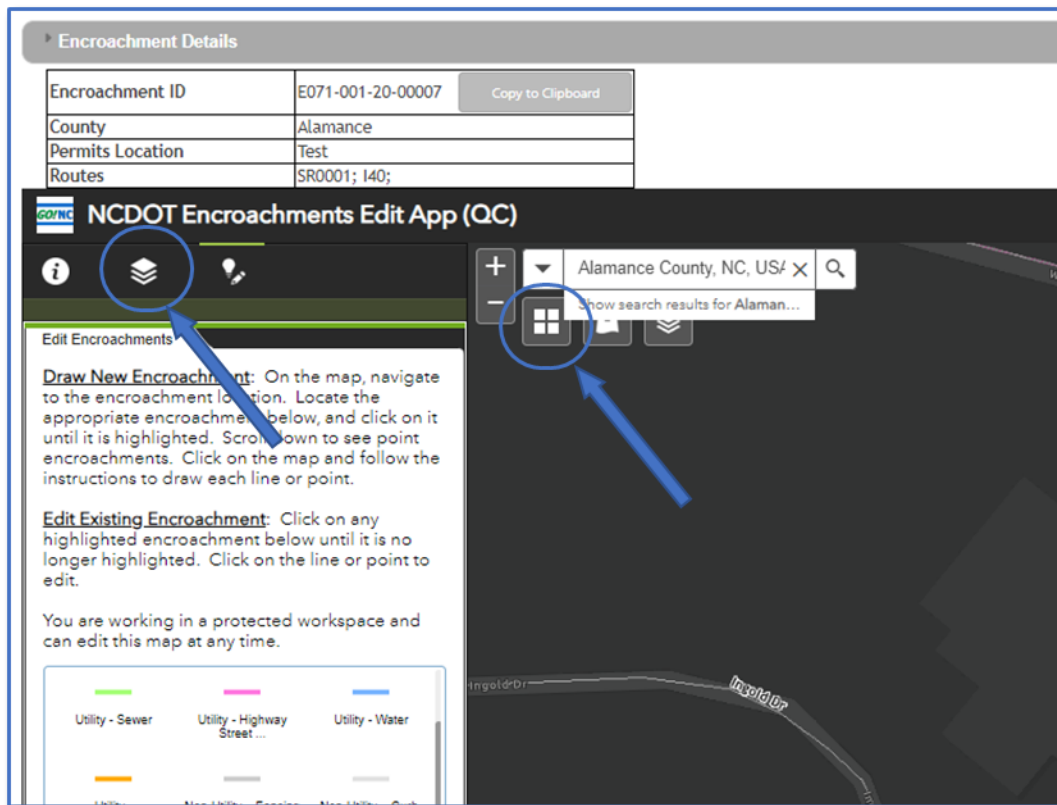 Encroachment Details
Encroachment ID E071-001-20-00007 Copy to Clipboard
County Alamance
Permits Location Test
Routes SR0001; I40;
GO!NC NCDOT Encroachments Edit App (QC)
Alamance County, NC, USA
Show search results for Alaman...
Edit Encroachments
Draw New Encroachment: On the map, navigate
to the encroachment location. Locate the
appropriate encroachment below, and click on it
until it is highlighted. Scroll down to see point
encroachments. Click on the map and follow the
instructions to draw each line or point.
Edit Existing Encroachment: Click on any
highlighted encroachment below until it is no
longer highlighted. Click on the line or point to
edit.
You are working in a protected workspace and
can edit this map at any time.
Utility - Sewer
Utility - Highway
Street ...
Utility - Water
Ingold Dr
Ingold Dr